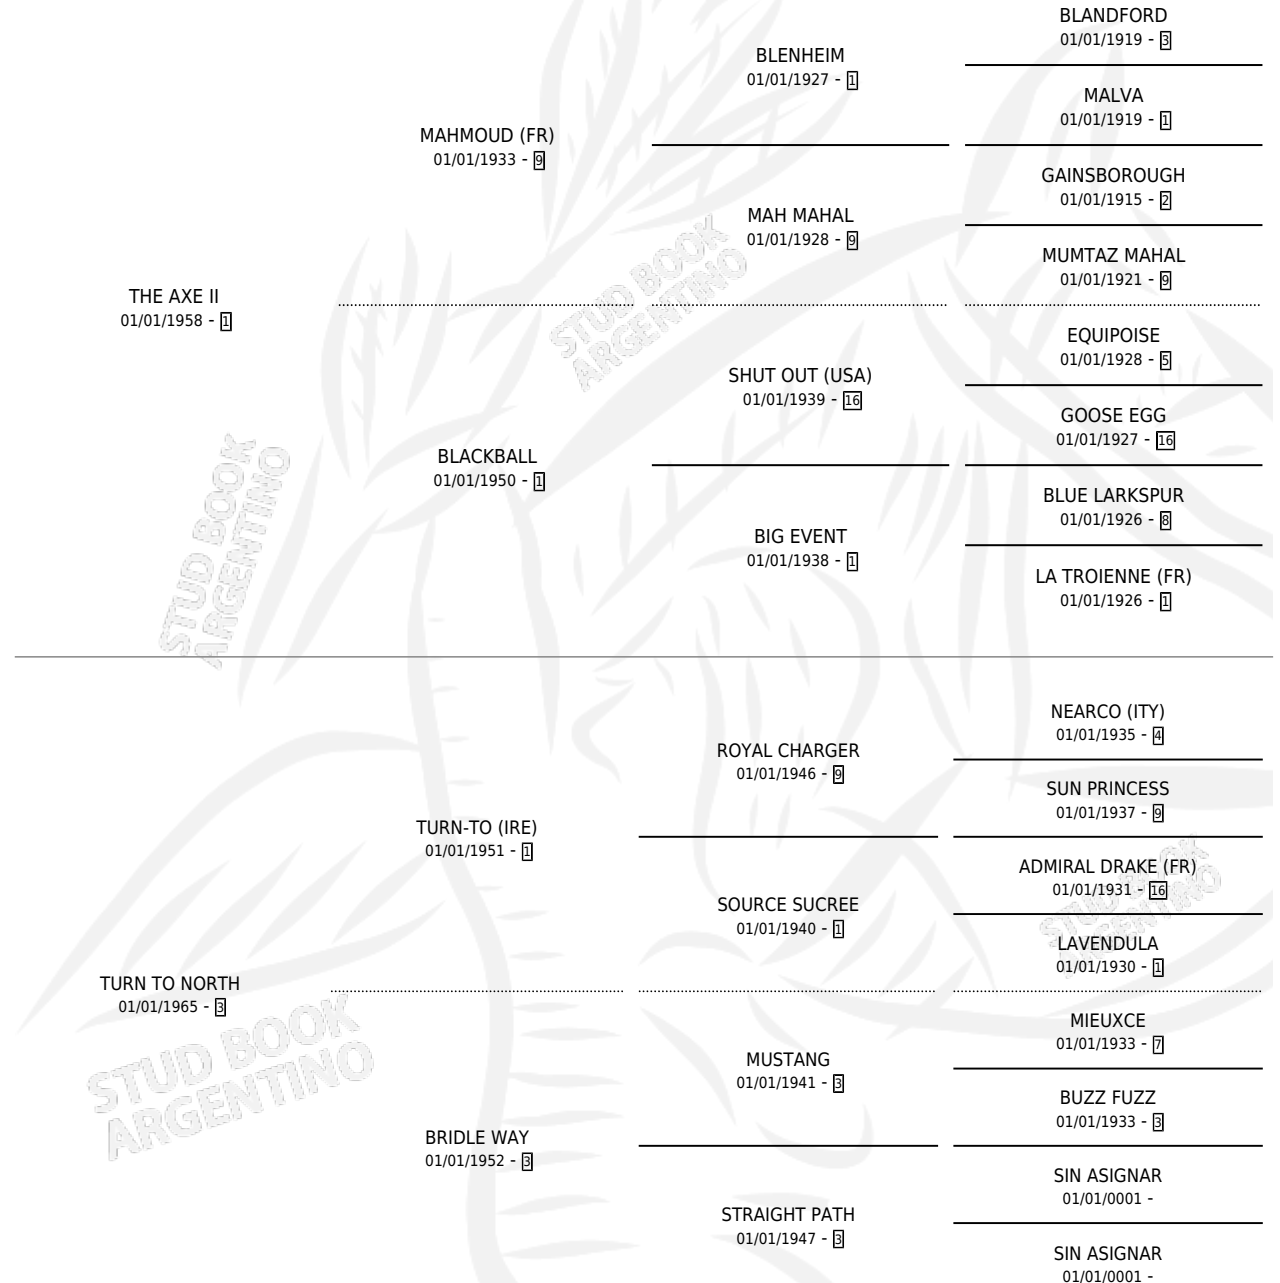 BLANDFORD
01/01/1919 - 3
BLENHEIM
01/01/1927 - 1
MALVA
01/01/1919 - 1
MAHMOUD (FR)
01/01/1933 - 9
GAINSBOROUGH
01/01/1915 - 2
MAH MAHAL
01/01/1928 - 9
MUMTAZ MAHAL
01/01/1921 - 9
THE AXE II
01/01/1958 - 1
STUD BOOK
ARGENTINO
EQUIPOISE
01/01/1928 - 5
SHUT OUT (USA)
01/01/1939 - 16
GOOSE EGG
01/01/1927 - 16
BLACKBALL
01/01/1950 - 1
BLUE LARKSPUR
01/01/1926 - 8
BIG EVENT
01/01/1938 - 1
LA TROIENNE (FR)
01/01/1926 - 1
STUD BOOK
ARGENTINO
NEARCO (ITY)
01/01/1935 - 4
ROYAL CHARGER
01/01/1946 - 9
SUN PRINCESS
01/01/1937 - 9
TURN-TO (IRE)
01/01/1951 - 1
ADMIRAL DRAKE (FR)
01/01/1931 - 16
SOURCE SUCREE
01/01/1940 - 1
STUD BOOK
ARGENTINO
LAVENDULA
01/01/1930 - 1
TURN TO NORTH
01/01/1965 - 3
MIEUXCE
01/01/1933 - 7
MUSTANG
01/01/1941 - 3
BUZZ FUZZ
01/01/1933 - 3
STUD BOOK
ARGENTINO
BRIDLE WAY
01/01/1952 - 3
SIN ASIGNAR
01/01/0001 -
STRAIGHT PATH
01/01/1947 - 3
SIN ASIGNAR
01/01/0001 -